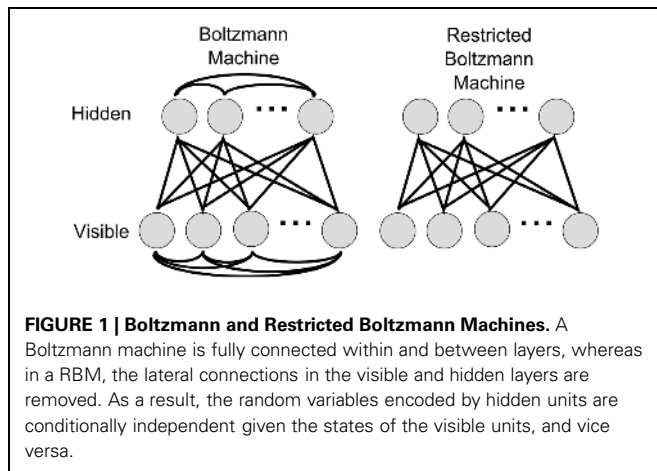 Boltzmann
Machine
Restricted
Boltzmann
Machine
Hidden
Visible
FIGURE 1 | Boltzmann and Restricted Boltzmann Machines. A
Boltzmann machine is fully connected within and between layers, whereas
in a RBM, the lateral connections in the visible and hidden layers are
removed. As a result, the random variables encoded by hidden units are
conditionally independent given the states of the visible units, and vice
versa.